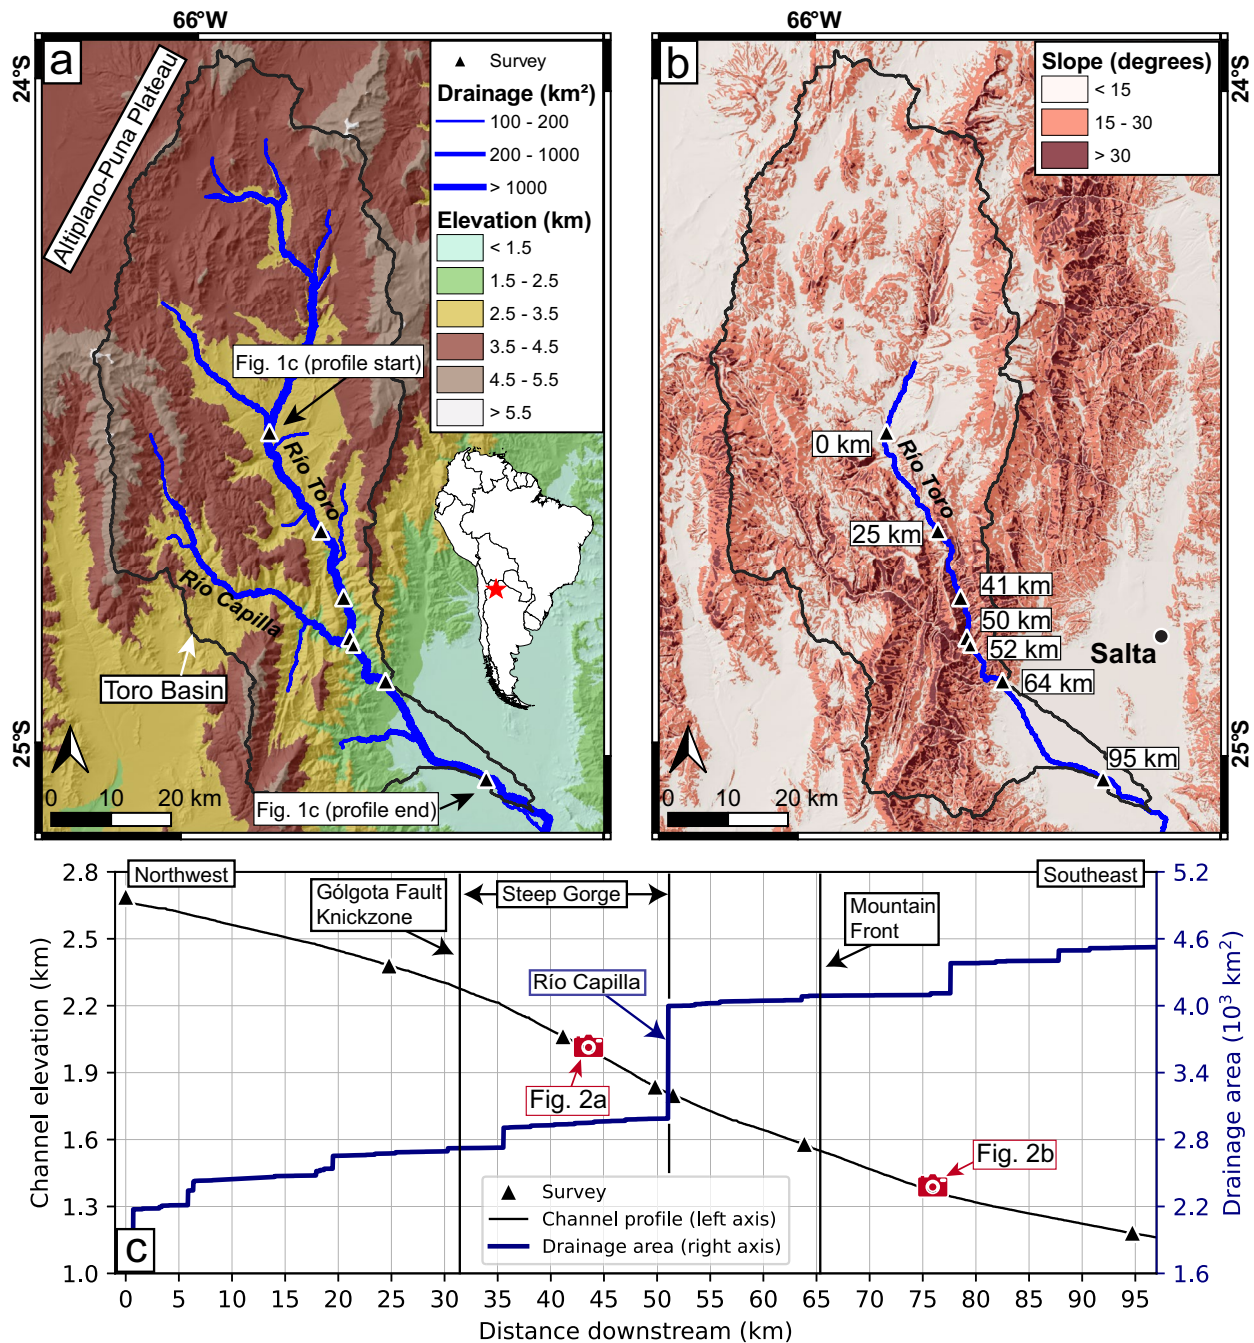 66°W
66°W
a
Survey
Drainage (km²)
100 - 200
200 - 1000
> 1000
Elevation (km)
< 1.5
1.5 - 2.5
2.5 - 3.5
3.5 - 4.5
4.5 - 5.5
> 5.5
24°S
Altiplano-Puna Plateau
Fig. 1c (profile start)
Río Toro
Río Capilla
Toro Basin
25°S
0 10 20 km
Fig. 1c (profile end)
b
Slope (degrees)
< 15
15 - 30
> 30
24°S
0 km
Río Toro
25 km
41 km
50 km
52 km
Salta
64 km
95 km
25°S
0 10 20 km
Northwest
Gólgota Fault
Knickzone
Steep Gorge
Mountain
Front
Southeast
Río Capilla
Fig. 2a
Fig. 2b
Survey
Channel profile (left axis)
Drainage area (right axis)
c
Channel elevation (km)
2.8
2.5
2.2
1.9
1.6
1.3
1.0
Drainage area (10³ km²)
5.2
4.6
4.0
3.4
2.8
2.2
1.6
0 5 10 15 20 25 30 35 40 45 50 55 60 65 70 75 80 85 90 95
Distance downstream (km)